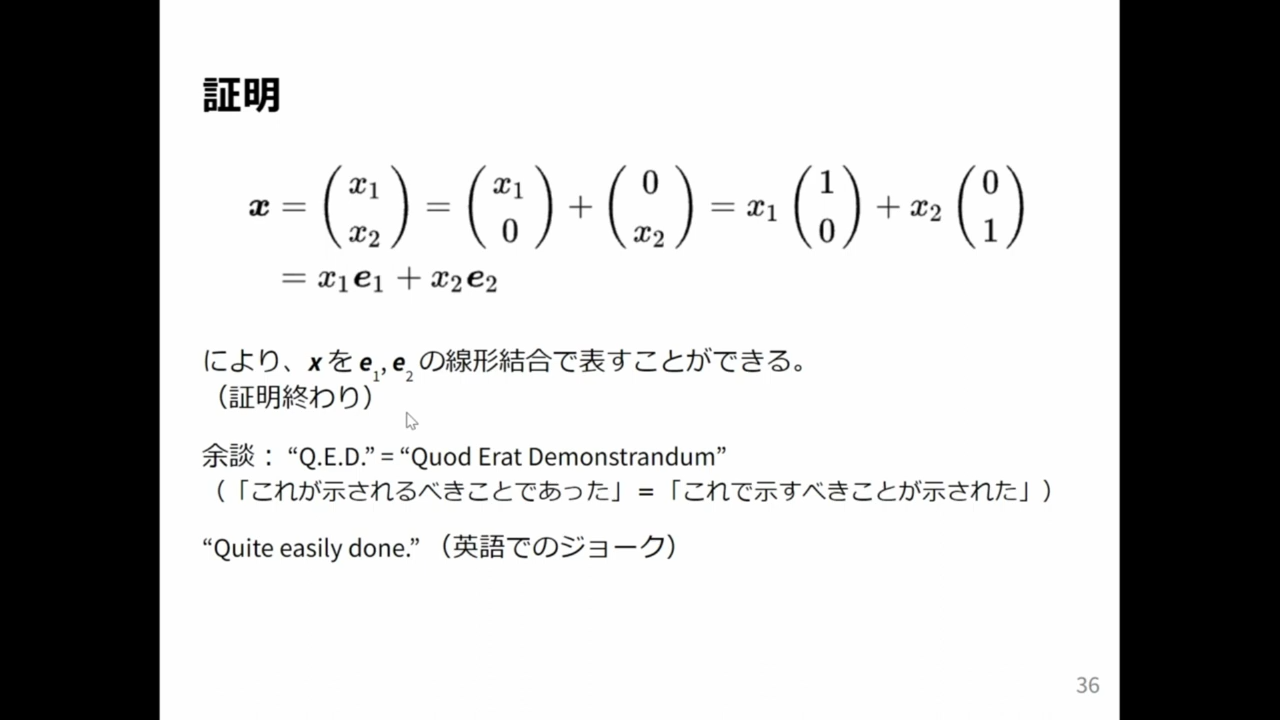 証明
x = (x₁ x₂) = (x₁ 0) + (0 x₂) = x₁ (1 0) + x₂ (0 1)
= x₁e₁ + x₂e₂
により、x を e₁, e₂ の線形結合で表すことができる。
（証明終わり）
余談： “Q.E.D.” = “Quod Erat Demonstrandum”
（「これが示されるべきことであった」=「これで示すべきことが示された」）
“Quite easily done.” （英語でのジョーク）
36